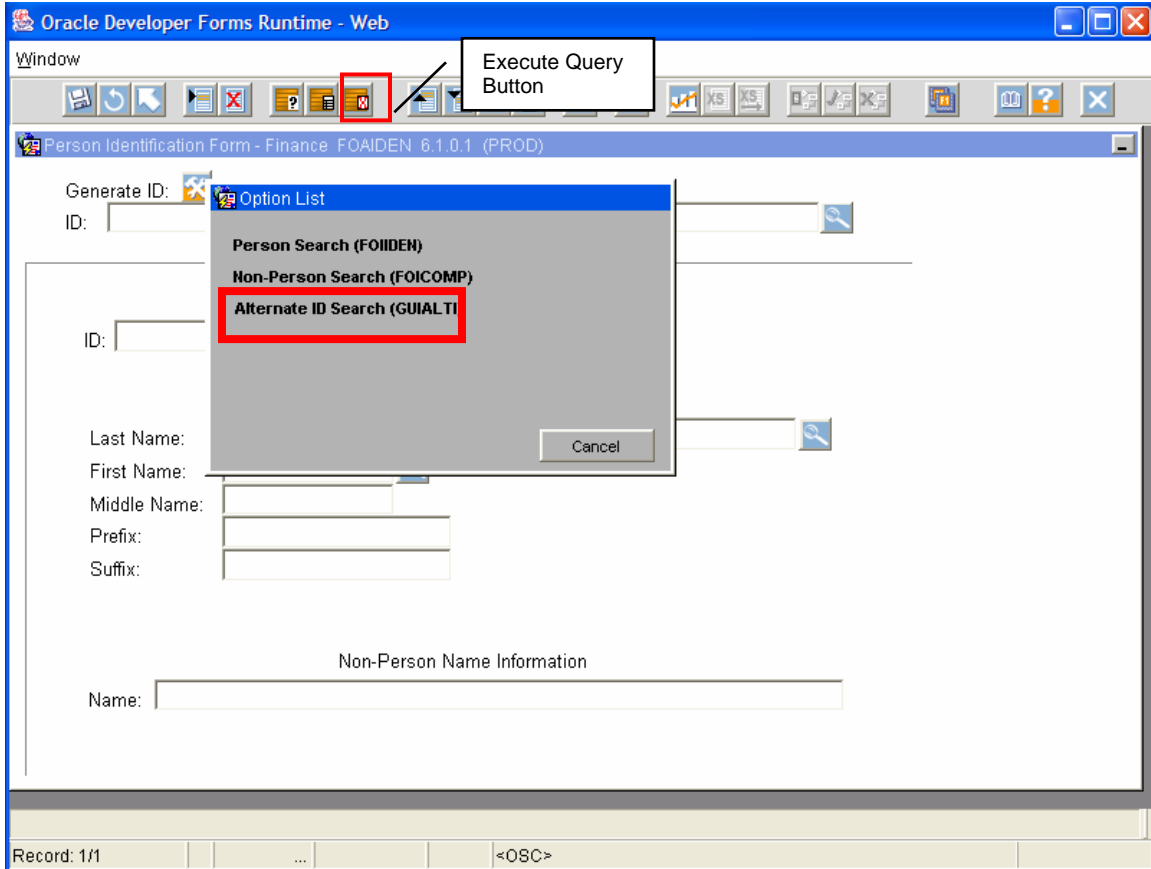 Oracle Developer Forms Runtime - Web
Window
Execute Query
Button
Person Identification Form - Finance FOAIDEN 6.1.0.1 (PROD)
Generate ID:
ID:
Option List
Person Search (FOIIDEN)
Non-Person Search (FOICOMP)
Alternate ID Search (GUIALTI
ID:
Cancel
Last Name:
First Name:
Middle Name:
Prefix:
Suffix:
Non-Person Name Information
Name:
Record: 1/1
...
<OSC>